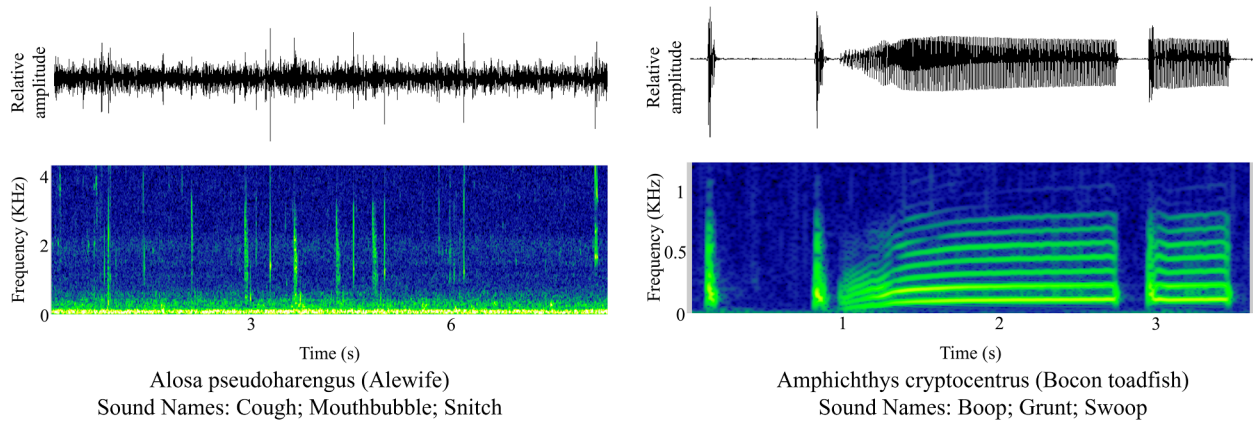 Relative
amplitude
Frequency (KHz)
4
2
0
3
6
Time (s)
Alosa pseudoharengus (Alewife)
Sound Names: Cough; Mouthbubble; Snitch
Relative
amplitude
Frequency (KHz)
1
0.5
0
1
2
3
Time (s)
Amphichthys cryptocentrus (Bocon toadfish)
Sound Names: Boop; Grunt; Swoop